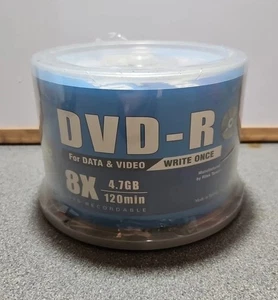 DVD-R
For DATA & VIDEO
WRITE ONCE
8X
4.7GB
120min